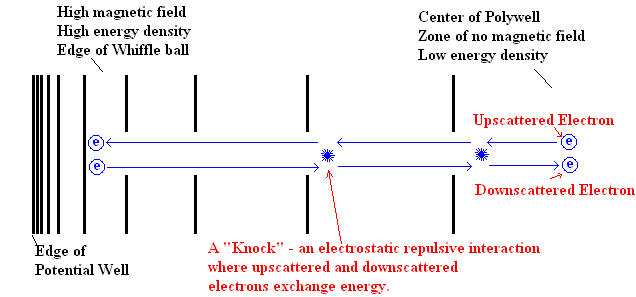 High magnetic field
High energy density
Edge of Whiffle ball
Center of Polywell
Zone of no magnetic field
Low energy density
Upscattered Electron
e
e
e
e
Downscattered Electron
Edge of
Potential Well
A "Knock" - an electrostatic repulsive interaction
where upscattered and downscattered
electrons exchange energy.